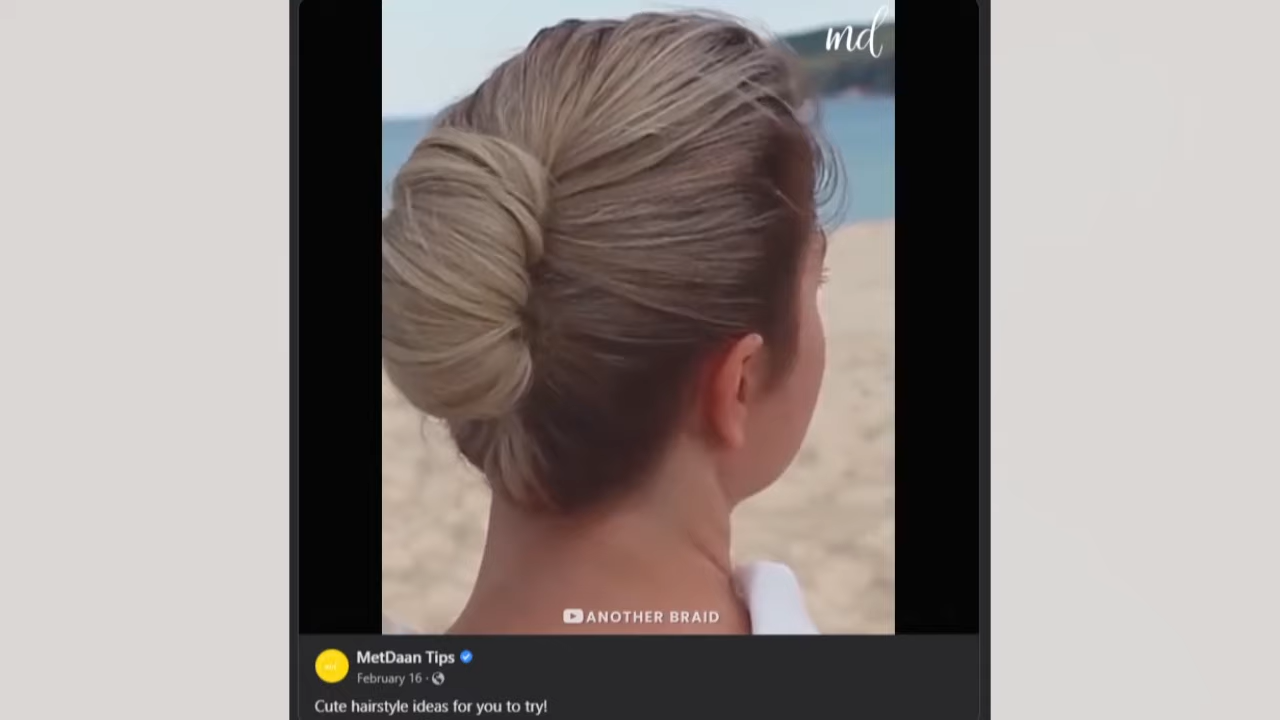 md
ANOTHER BRAID
MetDaan Tips
February 16 ·
Cute hairstyle ideas for you to try!